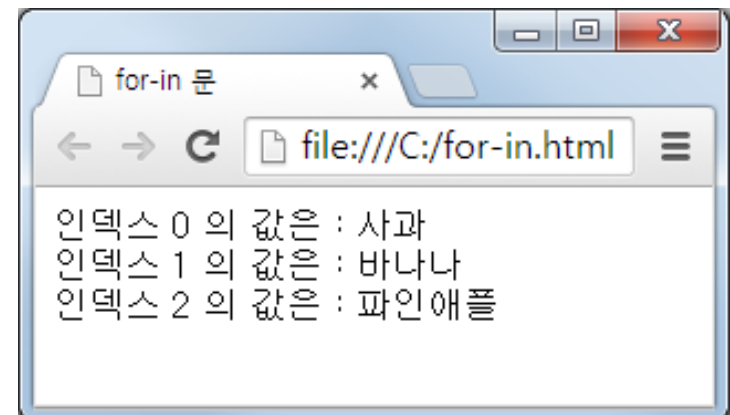 for-in 문
file:///C:/for-in.html
인덱스 0 의 값은 : 사과
인덱스 1 의 값은 : 바나나
인덱스 2 의 값은 : 파인애플